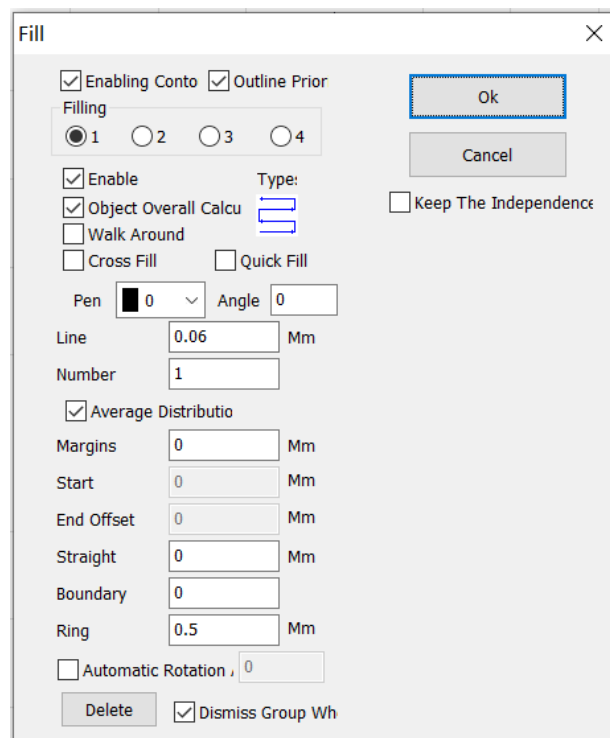 Fill
Enabling Conto Outline Prior
Ok
Filling
1 2 3 4
Cancel
Enable Type:
Object Overall Calcu
Keep The Independence
Walk Around
Cross Fill Quick Fill
Pen 0 Angle 0
Line 0.06 Mm
Number 1
Average Distributio
Margins 0 Mm
Start 0 Mm
End Offset 0 Mm
Straight 0 Mm
Boundary 0
Ring 0.5 Mm
Automatic Rotation 0
Delete Dismiss Group Wh